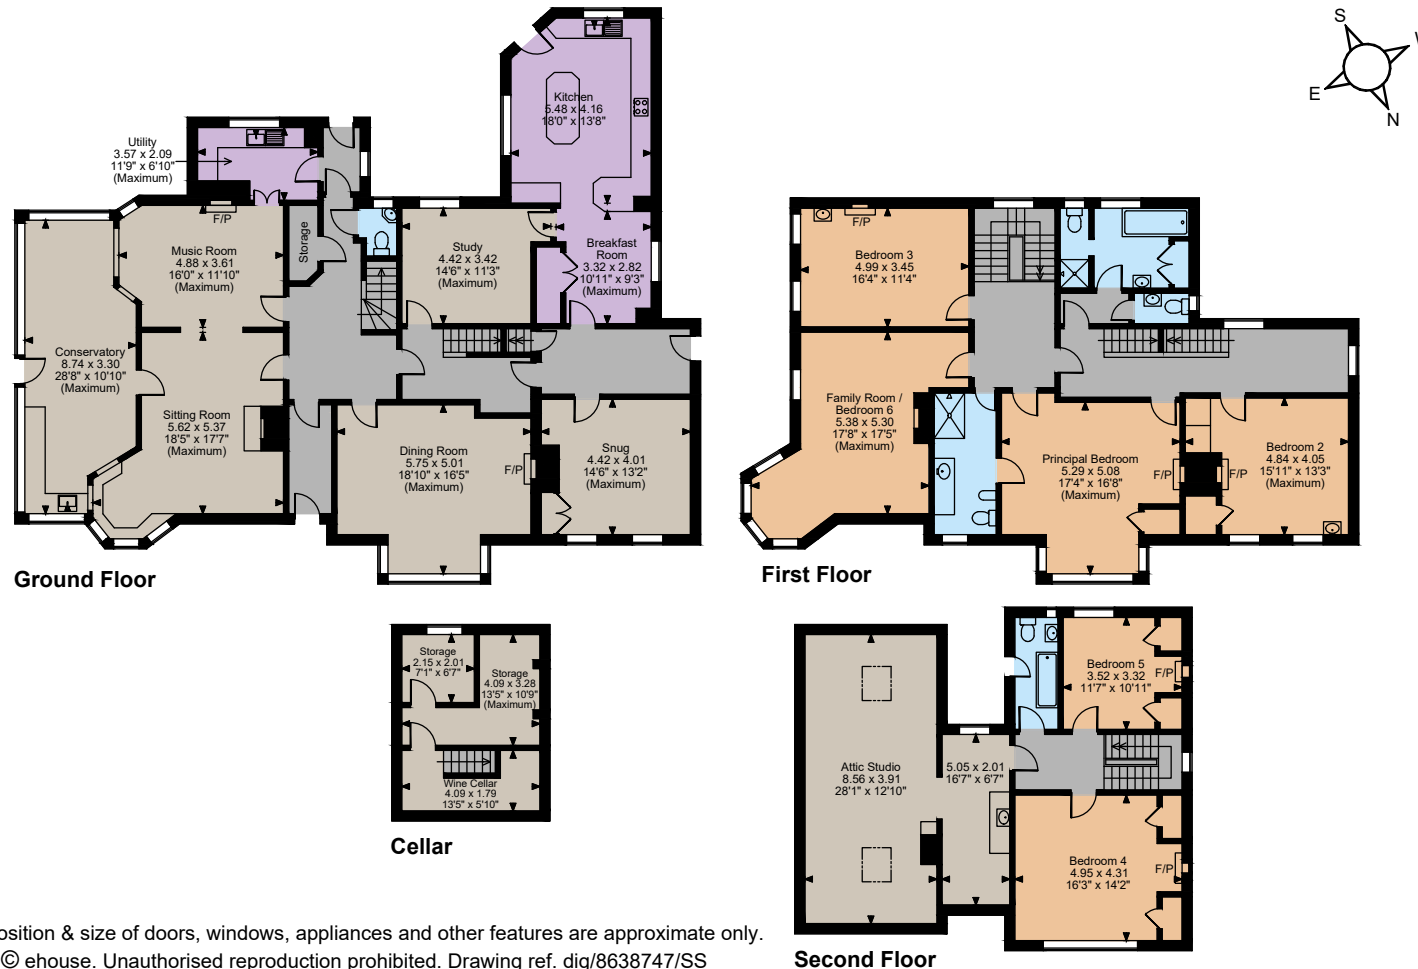 Kitchen
5.48 x 4.16
18'0" x 13'8"
Utility
3.57 x 2.09
11'9" x 6'10"
(Maximum)
F/P
Storage
Music Room
4.88 x 3.61
16'0" x 11'10"
(Maximum)
Study
4.42 x 3.42
14'6" x 11'3"
(Maximum)
Breakfast
Room
3.32 x 2.82
10'11" x 9'3"
(Maximum)
Conservatory
8.74 x 3.30
28'8" x 10'10"
(Maximum)
Sitting Room
5.62 x 5.37
18'5" x 17'7"
(Maximum)
Dining Room
5.75 x 5.01
18'10" x 16'5"
(Maximum)
F/P
Snug
4.42 x 4.01
14'6" x 13'2"
(Maximum)
Ground Floor
S
E
N
F/P
Bedroom 3
4.99 x 3.45
16'4" x 11'4"
Family Room /
Bedroom 6
5.38 x 5.30
17'8" x 17'5"
(Maximum)
Principal Bedroom
5.29 x 5.08
17'4" x 16'8"
(Maximum)
F/P
F/P
Bedroom 2
4.84 x 4.05
15'11" x 13'3"
(Maximum)
First Floor
Storage
2.15 x 2.01
7'1" x 6'7"
Storage
4.09 x 3.28
13'5" x 10'9"
(Maximum)
Wine Cellar
4.09 x 1.79
13'5" x 5'10"
Cellar
Bedroom 5
3.52 x 3.32
11'7" x 10'11"
F/P
Attic Studio
8.56 x 3.91
28'1" x 12'10"
5.05 x 2.01
16'7" x 6'7"
Bedroom 4
4.95 x 4.31
16'3" x 14'2"
F/P
Second Floor
osition & size of doors, windows, appliances and other features are approximate only.
© ehouse. Unauthorised reproduction prohibited. Drawing ref. dig/8638747/SS